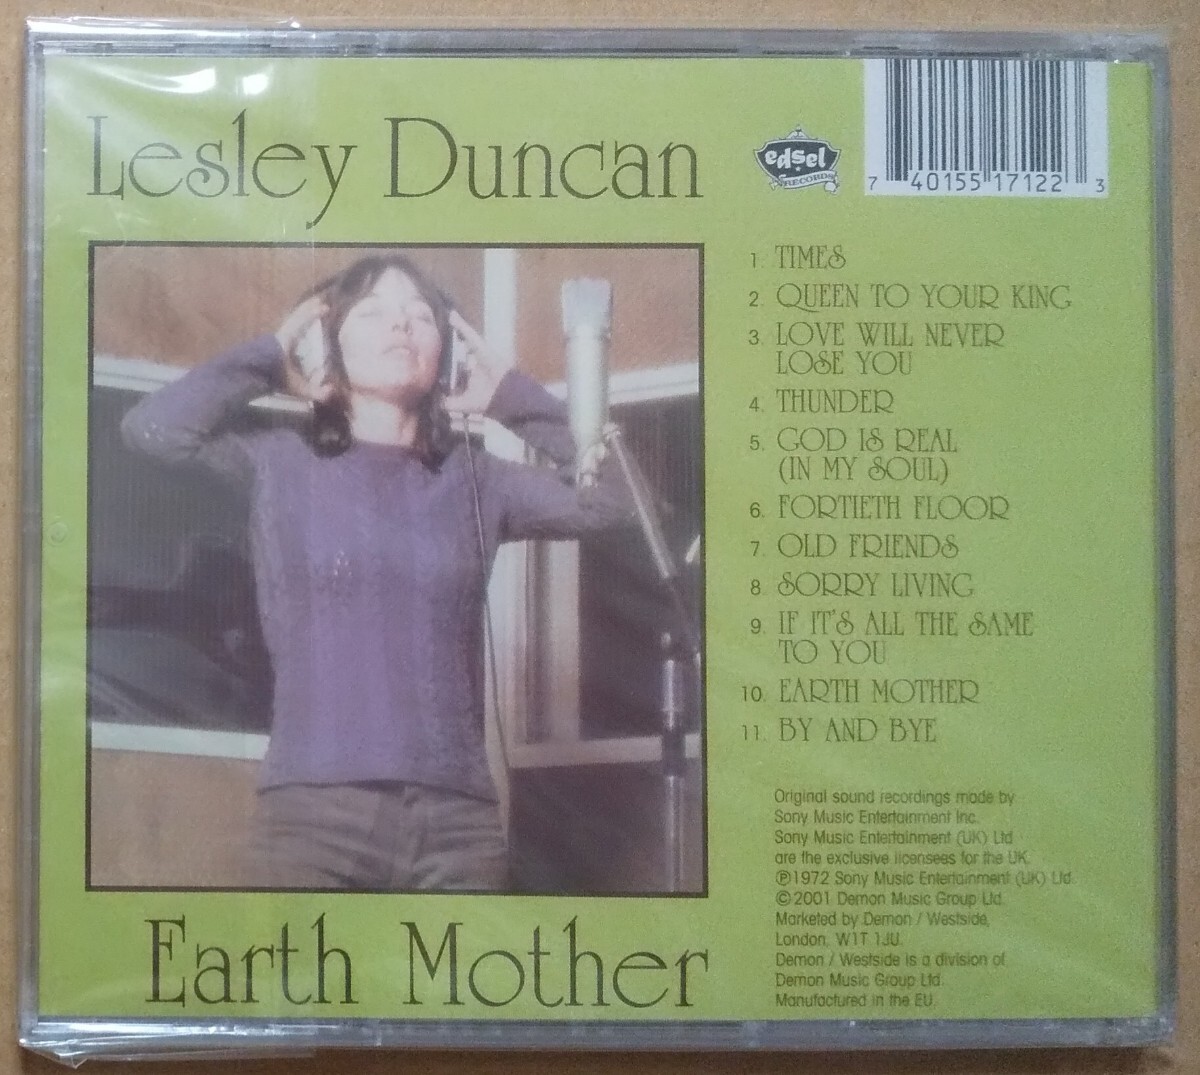 Lesley Duncan
edsel
RECORDS
7 40155 17122 3
1. TIMES
2. QUEEN TO YOUR KING
3. LOVE WILL NEVER
LOSE YOU
4. THUNDER
5. GOD IS REAL
(IN MY SOUL)
6. FORTIETH FLOOR
7. OLD FRIENDS
8. SORRY LIVING
9. IF IT'S ALL THE SAME
TO YOU
10. EARTH MOTHER
11. BY AND BYE
Original sound recordings made by
Sony Music Entertainment Inc.
Sony Music Entertainment (UK) Ltd
are the exclusive licensees for the UK.
℗1972 Sony Music Entertainment (UK) Ltd.
©2001 Demon Music Group Ltd.
Marketed by Demon / Westside,
London. W1T 1JU.
Demon / Westside is a division of
Demon Music Group Ltd.
Manufactured in the EU.
Earth Mother